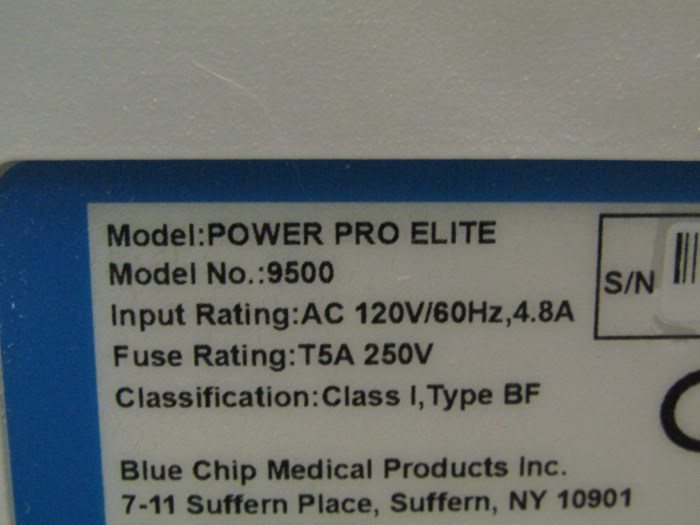 Model:POWER PRO ELITE
Model No.:9500
S/N
Input Rating:AC 120V/60Hz,4.8A
Fuse Rating:T5A 250V
Classification:Class I,Type BF
Blue Chip Medical Products Inc.
7-11 Suffern Place, Suffern, NY 10901